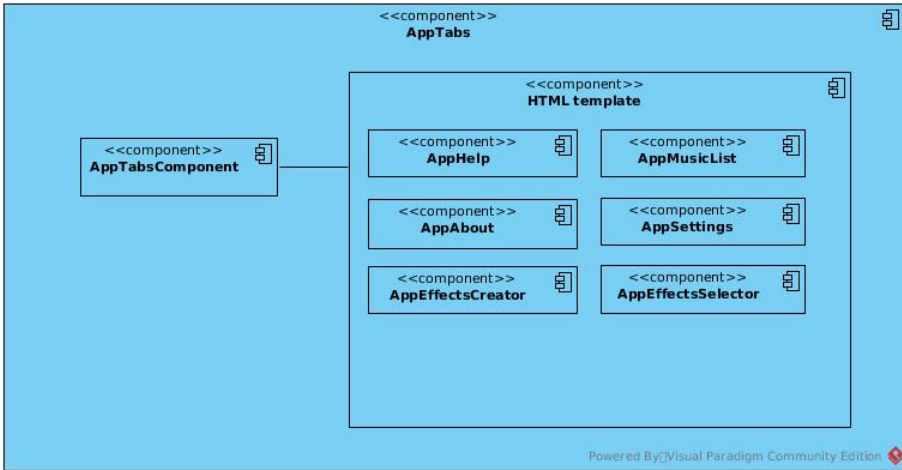 <<component>>
AppTabs
<<component>>
HTML template
<<component>>
AppTabsComponent
<<component>>
AppHelp
<<component>>
AppMusicList
<<component>>
AppAbout
<<component>>
AppSettings
<<component>>
AppEffectsCreator
<<component>>
AppEffectsSelector
Powered By Visual Paradigm Community Edition